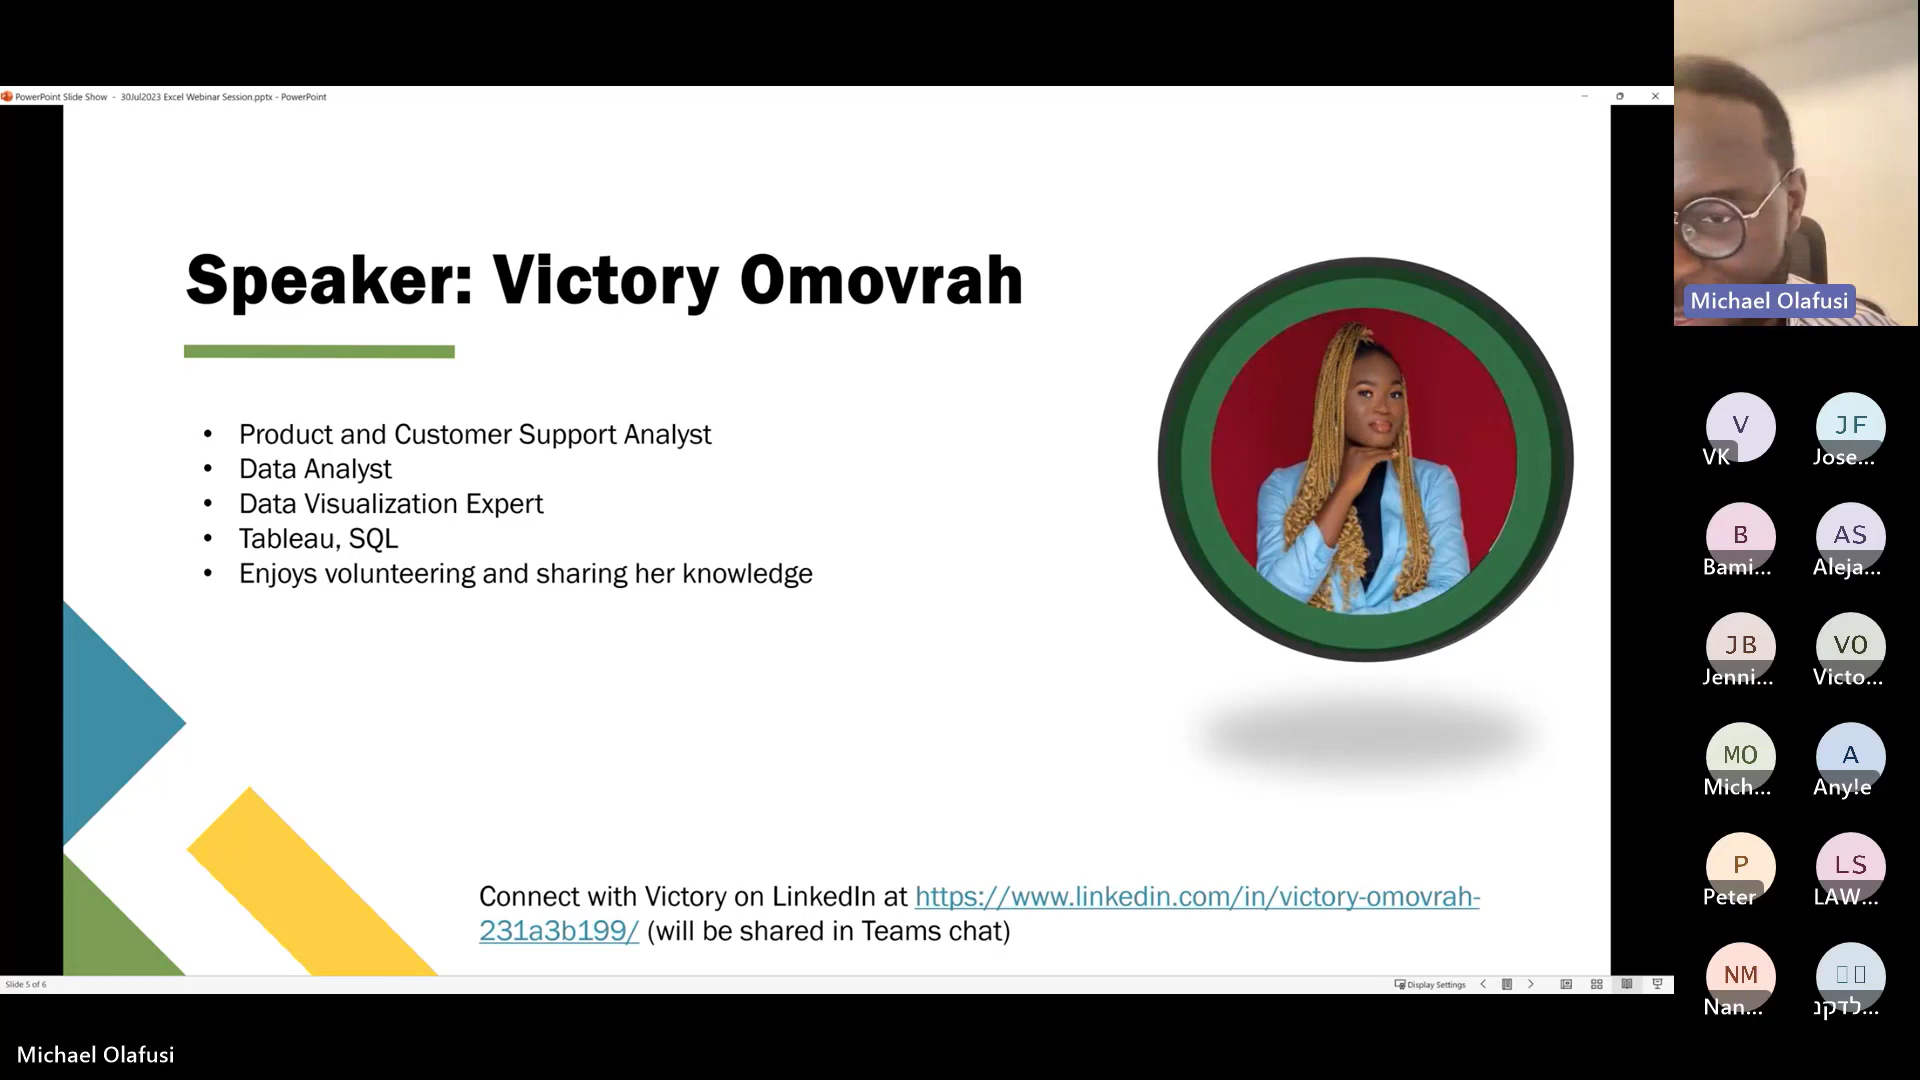 PowerPoint Slide Show - 30Jul2023 Excel Webinar Session.pptx - PowerPoint
Speaker: Victory Omovrah
• Product and Customer Support Analyst
• Data Analyst
• Data Visualization Expert
• Tableau, SQL
• Enjoys volunteering and sharing her knowledge
Connect with Victory on LinkedIn at https://www.linkedin.com/in/victory-omovrah-
231a3b199/ (will be shared in Teams chat)
Slide 5 of 6
Display Settings
Michael Olafusi
Michael Olafusi
V
VK
JF
Jose...
B
Bami...
AS
Aleja...
JB
Jenni...
VO
Victo...
MO
Mich...
A
Any!e
P
Peter
LS
LAW...
NM
Nan...
לדקנ...